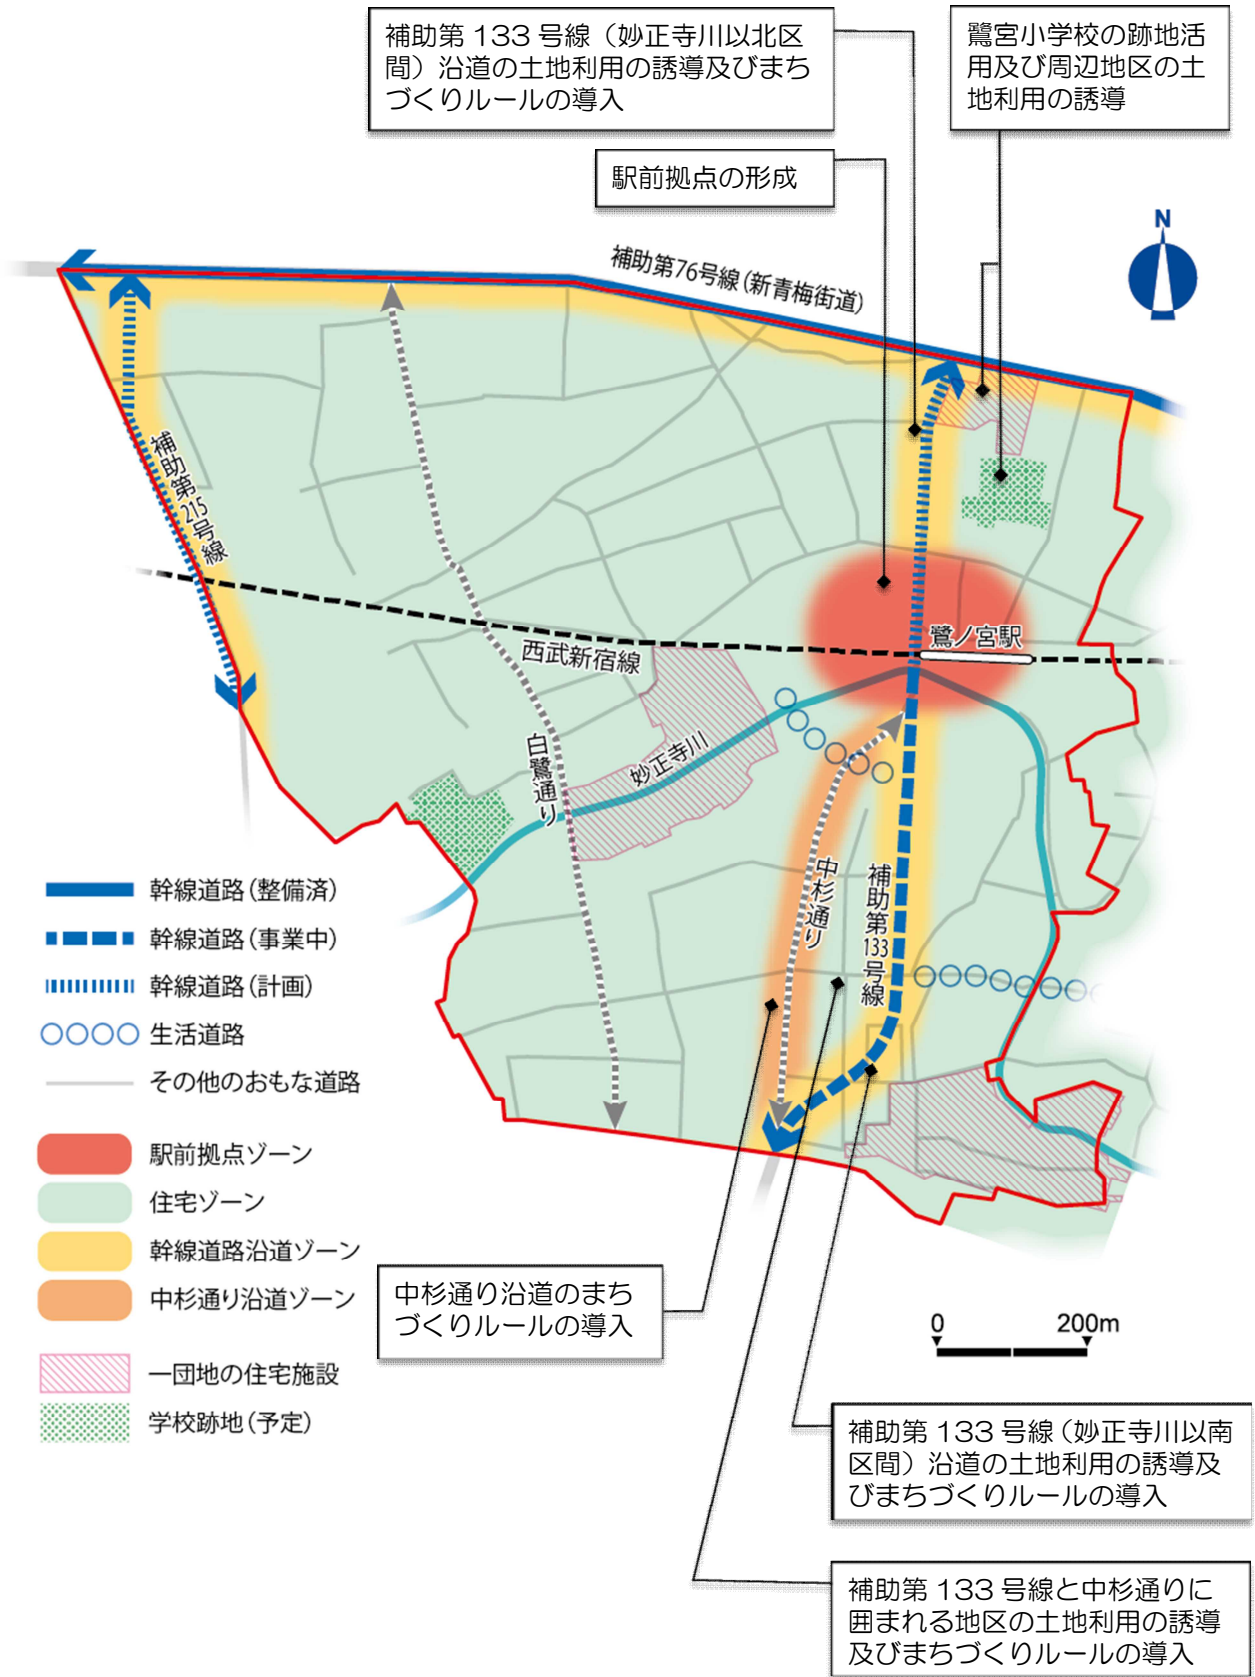 補助第 133 号線（妙正寺川以北区
間）沿道の土地利用の誘導及びまち
づくりルールの導入
鷺宮小学校の跡地活
用及び周辺地区の土
地利用の誘導
駅前拠点の形成
N
補助第76号線（新青梅街道）
補助第215号線
鷺ノ宮駅
西武新宿線
白鷺通り
妙正寺川
中杉通り
補助第133号線
幹線道路（整備済）
幹線道路（事業中）
幹線道路（計画）
生活道路
その他のおもな道路
駅前拠点ゾーン
住宅ゾーン
幹線道路沿道ゾーン
中杉通り沿道ゾーン
一団地の住宅施設
学校跡地（予定）
中杉通り沿道のまち
づくりルールの導入
0 200m
補助第 133 号線（妙正寺川以南
区間）沿道の土地利用の誘導及
びまちづくりルールの導入
補助第 133 号線と中杉通りに
囲まれる地区の土地利用の誘導
及びまちづくりルールの導入